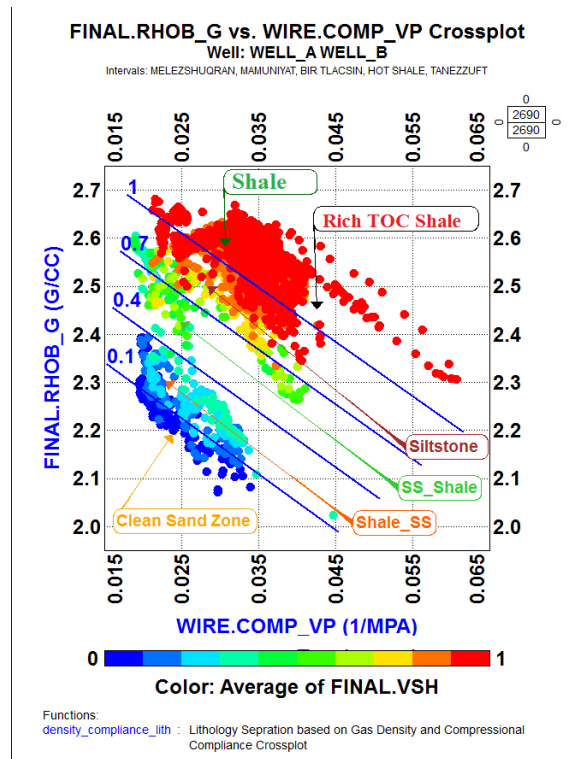 FINAL.RHOB_G vs. WIRE.COMP_VP Crossplot
Well: WELL_A WELL_B
Intervals: MELEZSHUQRAN, MAMUNIYAT, BIR TLACSIN, HOT SHALE, TANEZZUFT
0
0 2690 0
2690
0
0.015 0.025 0.035 0.045 0.055 0.065
2.7 1 Shale 2.7
Rich TOC Shale
2.6 0.7 2.6
2.5 2.5
0.4
2.4 2.4
0.1
2.3 2.3
2.2 2.2
Siltstone
2.1 2.1
SS_Shale
Clean Sand Zone Shale_SS
2.0 2.0
FINAL.RHOB_G (G/CC)
0.015 0.025 0.035 0.045 0.055 0.065
WIRE.COMP_VP (1/MPA)
0 1
Color: Average of FINAL.VSH
Functions:
density_compliance_lith : Lithology Sepration based on Gas Density and Compressional
Compliance Crossplot